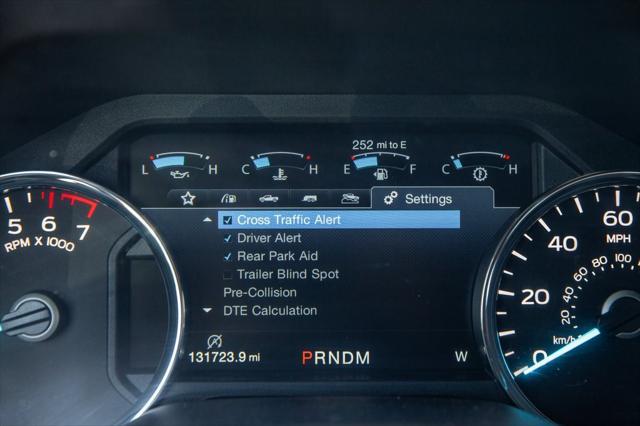 252 mi to E
L H C H E F C H
Settings
Cross Traffic Alert
Driver Alert
Rear Park Aid
Trailer Blind Spot
Pre-Collision
DTE Calculation
131723.9 mi PRNDM W
5 6 7
RPM X 1000
0 20 40 60
MPH
20 40 60 80 100
km/h